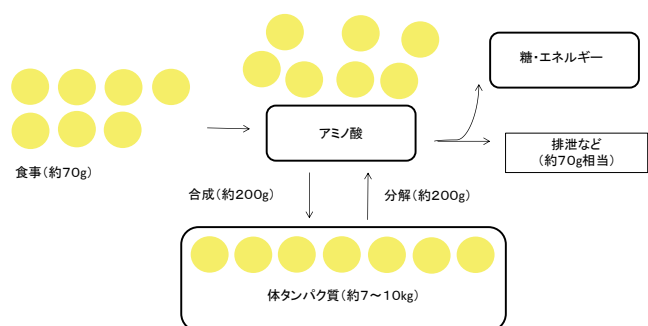 糖・エネルギー
アミノ酸
排泄など
(約70g相当)
食事(約70g)
合成(約200g)
分解(約200g)
体タンパク質(約7～10kg)